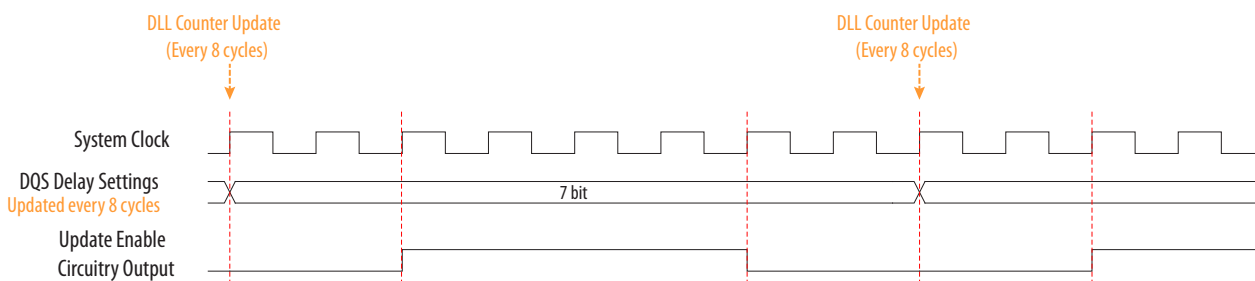 DLL Counter Update
(Every 8 cycles)
DLL Counter Update
(Every 8 cycles)
System Clock
DQS Delay Settings
Updated every 8 cycles
7 bit
Update Enable
Circuitry Output